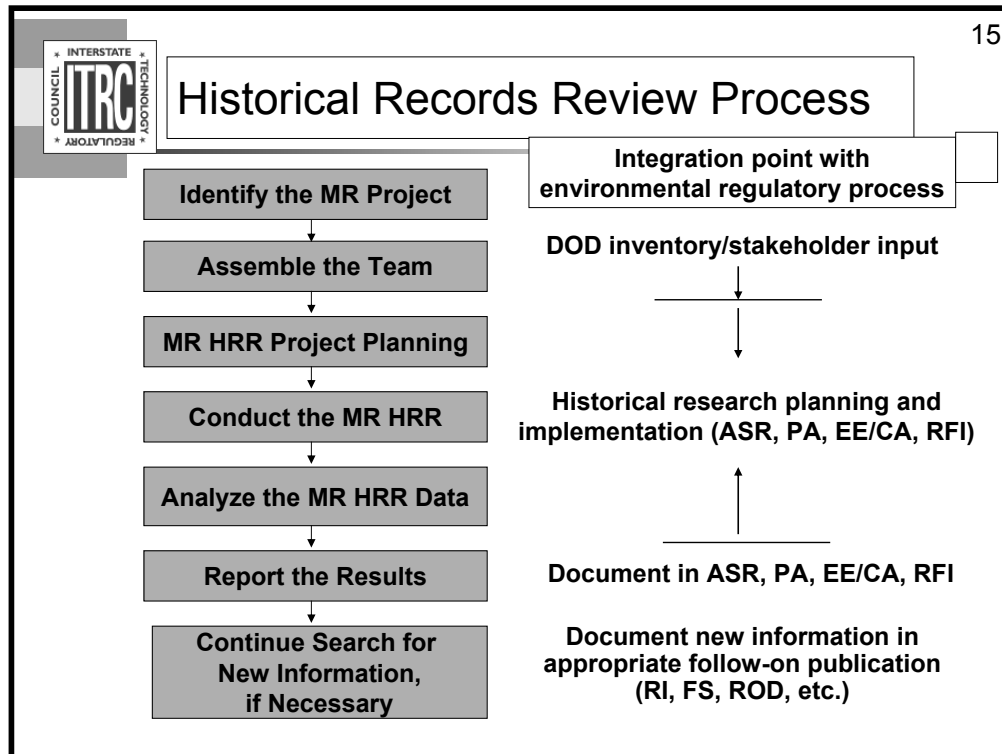 15
INTERSTATE
COUNCIL
ITRC
TECHNOLOGY
REGULATORY
Historical Records Review Process
Integration point with
environmental regulatory process
Identify the MR Project
Assemble the Team
MR HRR Project Planning
Conduct the MR HRR
Analyze the MR HRR Data
Report the Results
Continue Search for
New Information,
if Necessary
DOD inventory/stakeholder input
Historical research planning and
implementation (ASR, PA, EE/CA, RFI)
Document in ASR, PA, EE/CA, RFI
Document new information in
appropriate follow-on publication
(RI, FS, ROD, etc.)